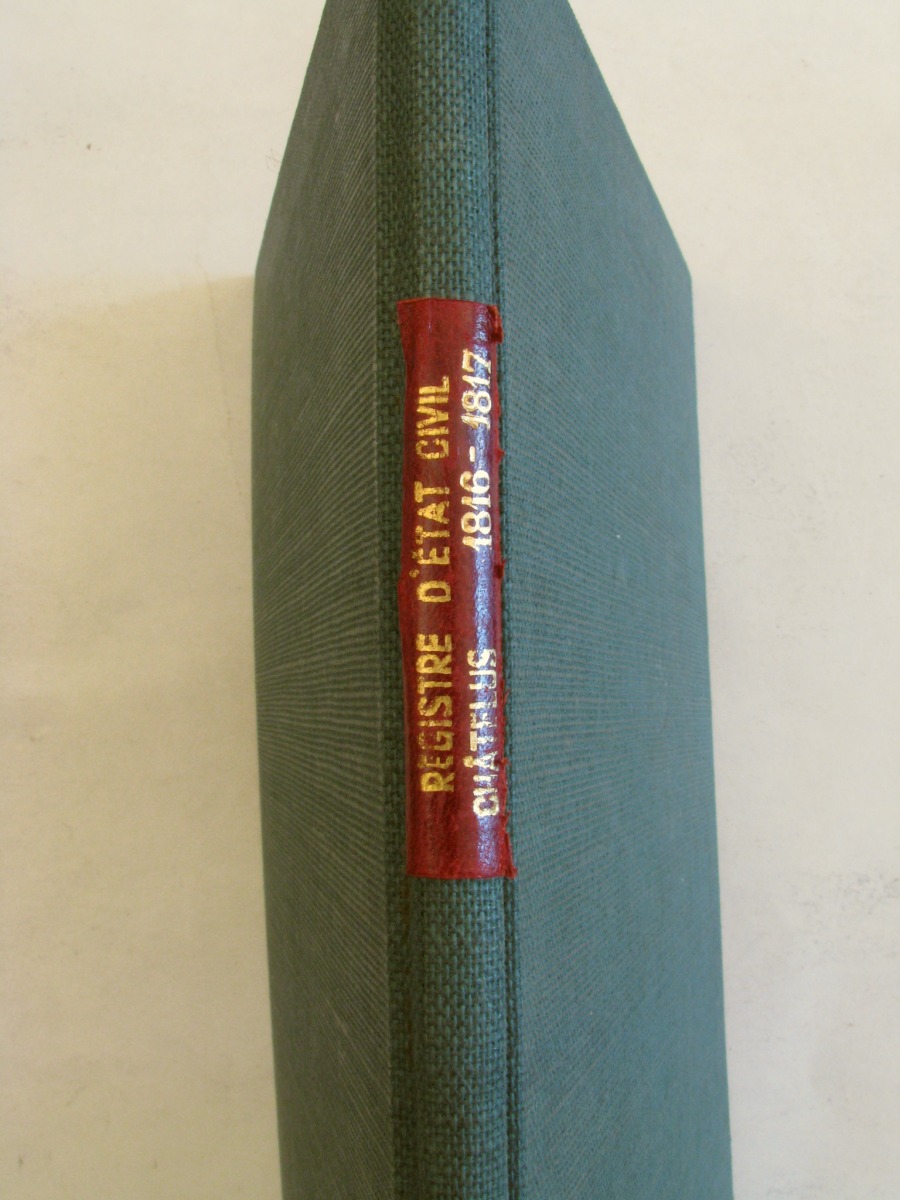 REGISTRE D'ÉTAT CIVIL
CHÂTELUS 1816 - 1817